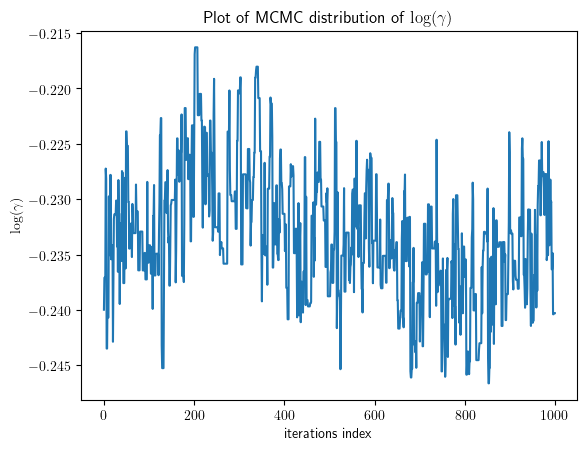 Plot of MCMC distribution of log(γ)
−0.215
−0.220
−0.225
−0.230
−0.235
−0.240
−0.245
log(γ)
0 200 400 600 800 1000
iterations index